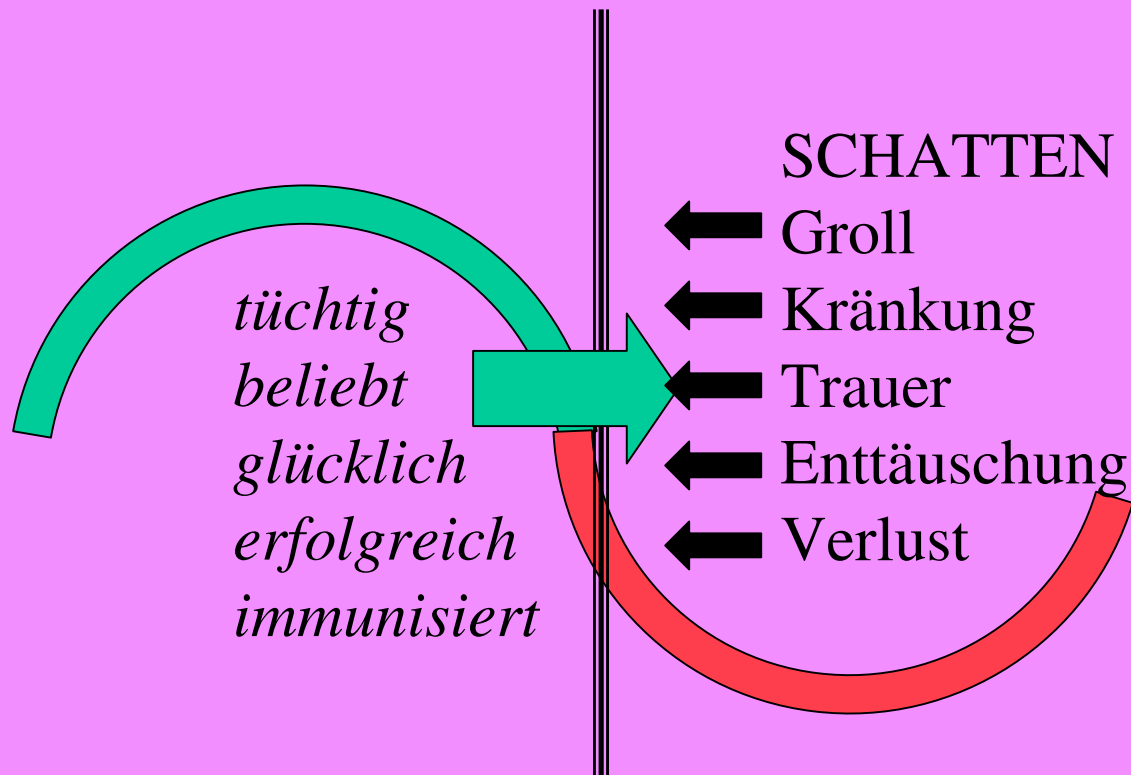 tüchtig
beliebt
glücklich
erfolgreich
immunisiert
SCHATTEN
Groll
Kränkung
Trauer
Enttäuschung
Verlust